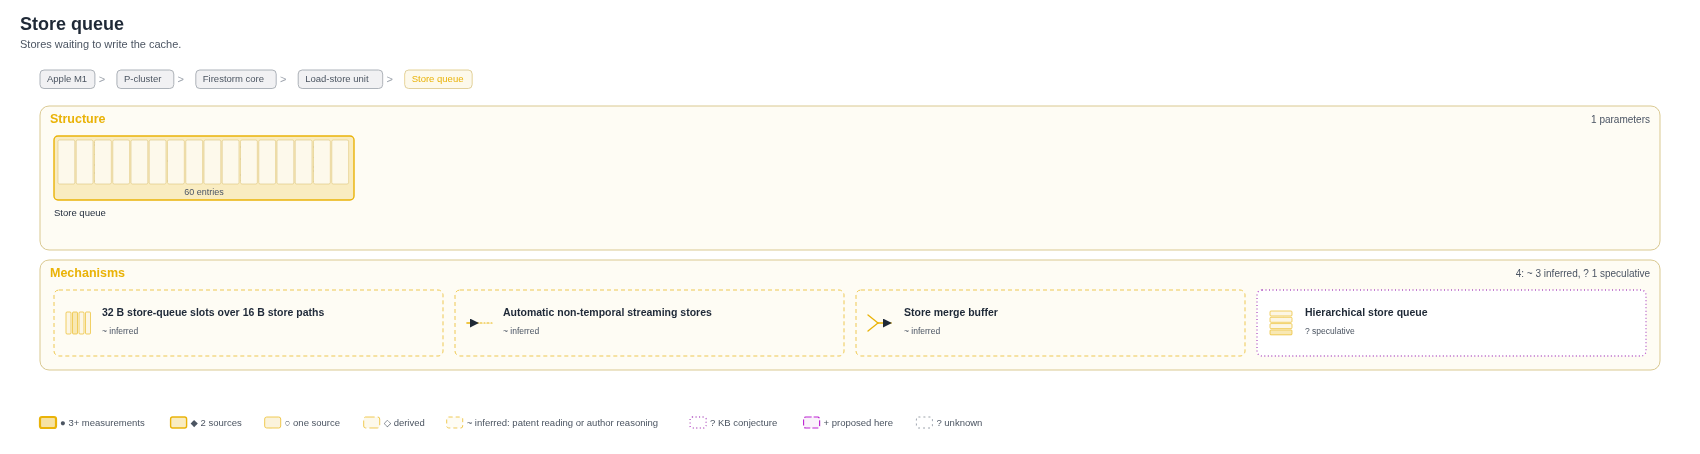 Store queue
Stores waiting to write the cache.
Apple M1 > P-cluster > Firestorm core > Load-store unit > Store queue
Structure
1 parameters
60 entries
Store queue
Mechanisms
4: ~ 3 inferred, ? 1 speculative
32 B store-queue slots over 16 B store paths
~ inferred
Automatic non-temporal streaming stores
~ inferred
Store merge buffer
~ inferred
Hierarchical store queue
? speculative
● 3+ measurements
◆ 2 sources
○ one source
◇ derived
~ inferred: patent reading or author reasoning
? KB conjecture
+ proposed here
? unknown